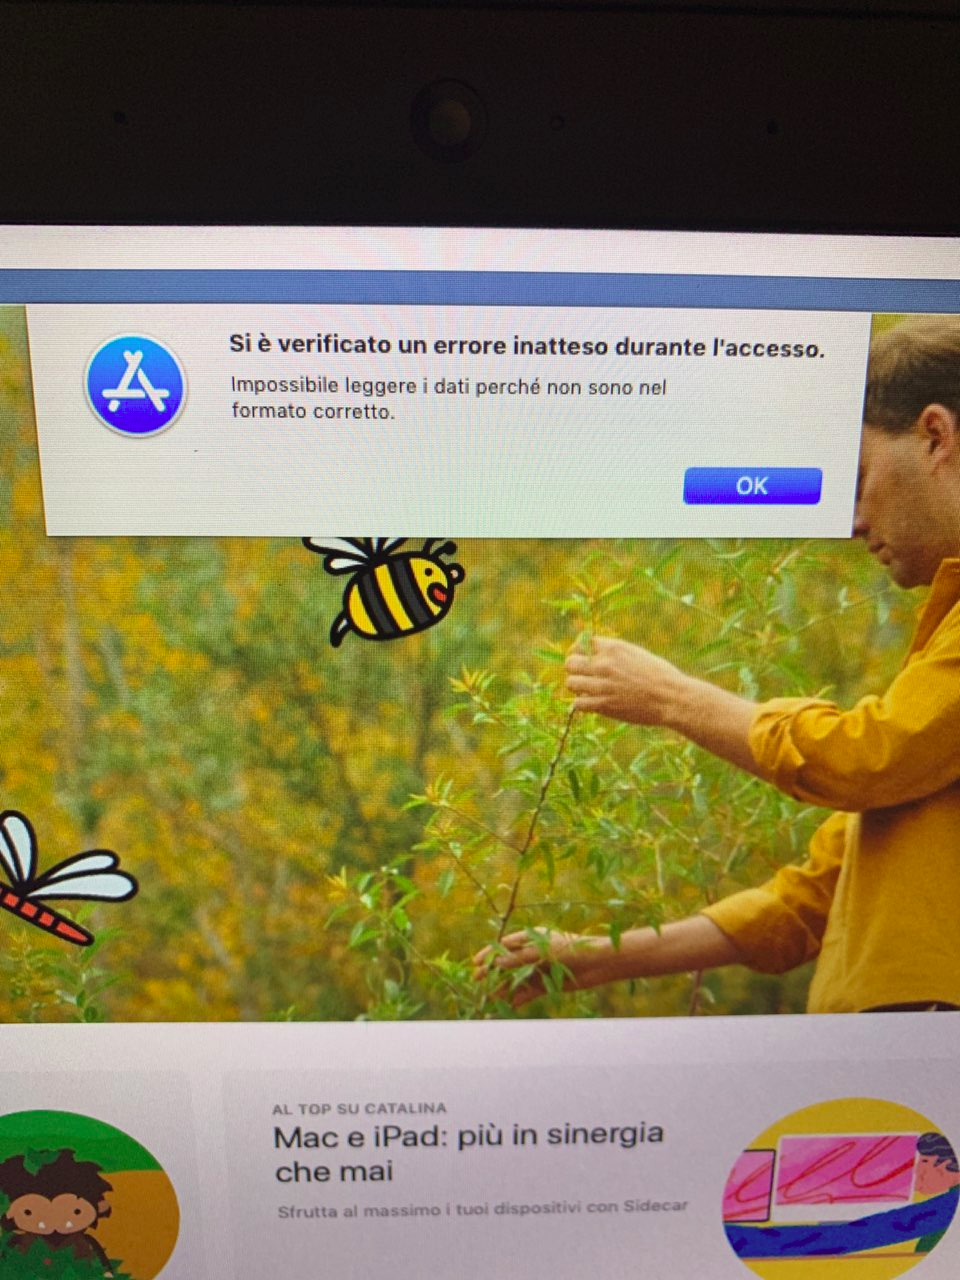 Si è verificato un errore inatteso durante l'accesso.
Impossibile leggere i dati perché non sono nel
formato corretto.
OK
AL TOP SU CATALINA
Mac e iPad: più in sinergia
che mai
Sfrutta al massimo i tuoi dispositivi con Sidecar